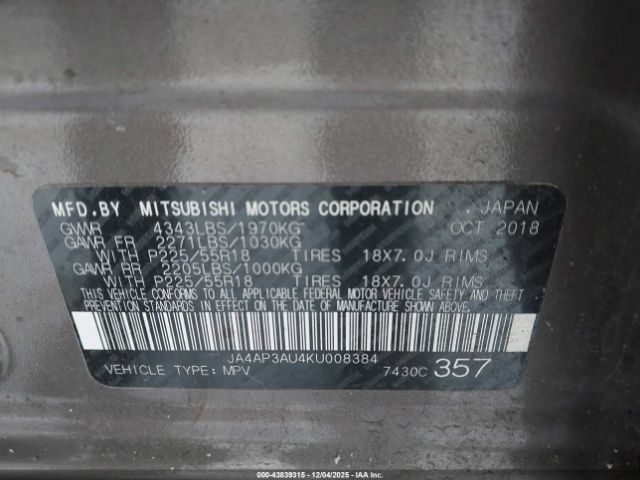 MFD.BY MITSUBISHI MOTORS CORPORATION , JAPAN
GVWR 4343LBS/1970KG OCT 2018
GAWR FR 2271LBS/1030KG
WITH P225/55R18 TIRES 18X7.0J RIMS
GAWR RR 2205LBS/1000KG
WITH P225/55R18 TIRES 18X7.0J RIMS
THIS VEHICLE CONFORMS TO ALL APPLICABLE FEDERAL MOTOR VEHICLE SAFETY AND THEFT
PREVENTION STANDARDS IN EFFECT ON THE DATE OF MANUFACTURE SHOWN ABOVE.
JA4AP3AU4KU008384
VEHICLE TYPE: MPV 7430C 357
000-43839315 - 12/04/2025 - IAA.